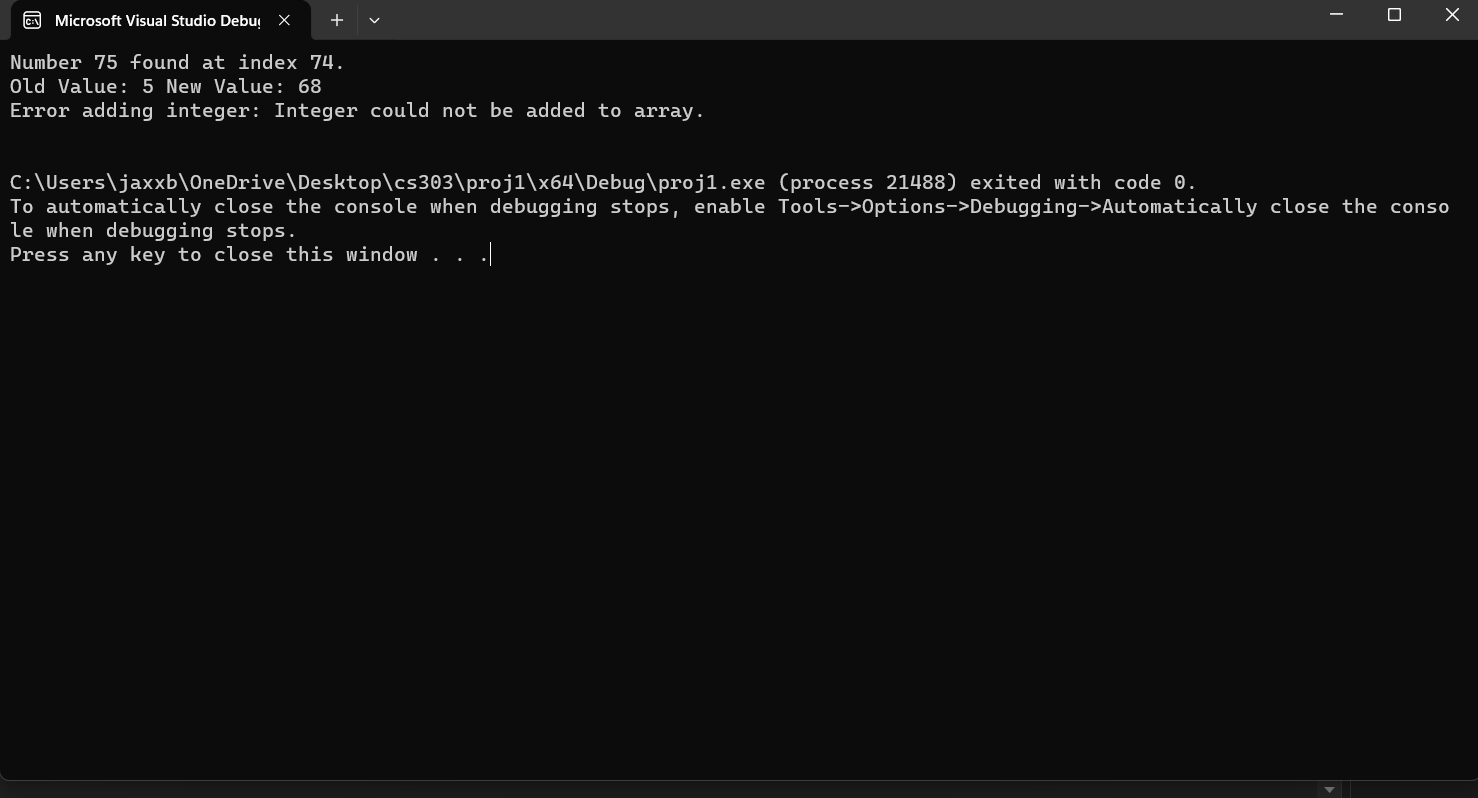 Microsoft Visual Studio Debug
Number 75 found at index 74.
Old Value: 5 New Value: 68
Error adding integer: Integer could not be added to array.
C:\Users\jaxxb\OneDrive\Desktop\cs303\proj1\x64\Debug\proj1.exe (process 21488) exited with code 0.
To automatically close the console when debugging stops, enable Tools->Options->Debugging->Automatically close the conso
le when debugging stops.
Press any key to close this window . . .